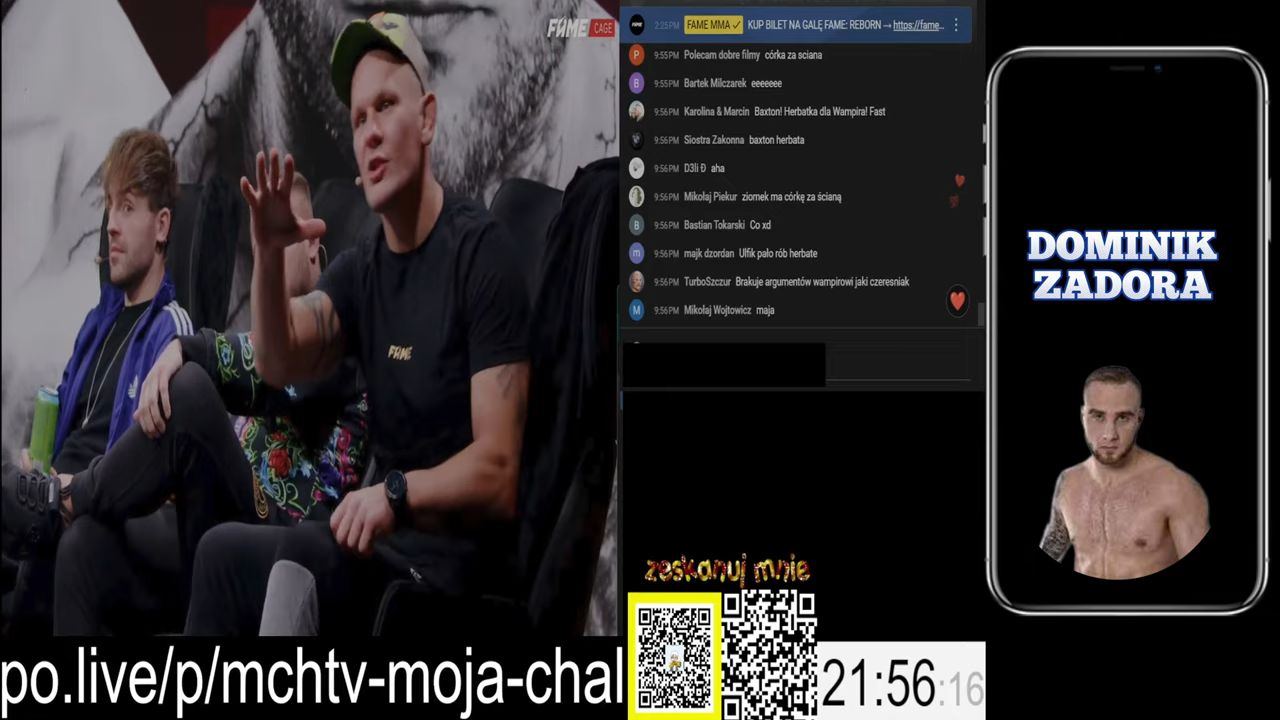 FAME CAGE
2:25PM FAME MMA ✓ KUP BILET NA GALĘ FAME: REBORN → https://fame...
9:55PM Polecam dobre filmy córka za sciana
9:55PM Bartek Milczarek eeeeeee
9:56PM Karolina & Marcin Baxton! Herbatka dla Wampira! Fast
9:56PM Siostra Zakonna baxton herbata
9:56PM D3li Đ aha
9:56PM Mikołaj Piekur ziomek ma córkę za ścianą
9:56PM Bastian Tokarski Co xd
9:56PM majk dzordan Ulfik pało rób herbate
9:56PM TurboSzczur Brakuje argumentów wampirowi jaki czeresniak
9:56PM Mikołaj Wojtowicz maja
DOMINIK
ZADORA
FAME
zeskanuj mnie
po.live/p/mchtv-moja-chal
21:56:16